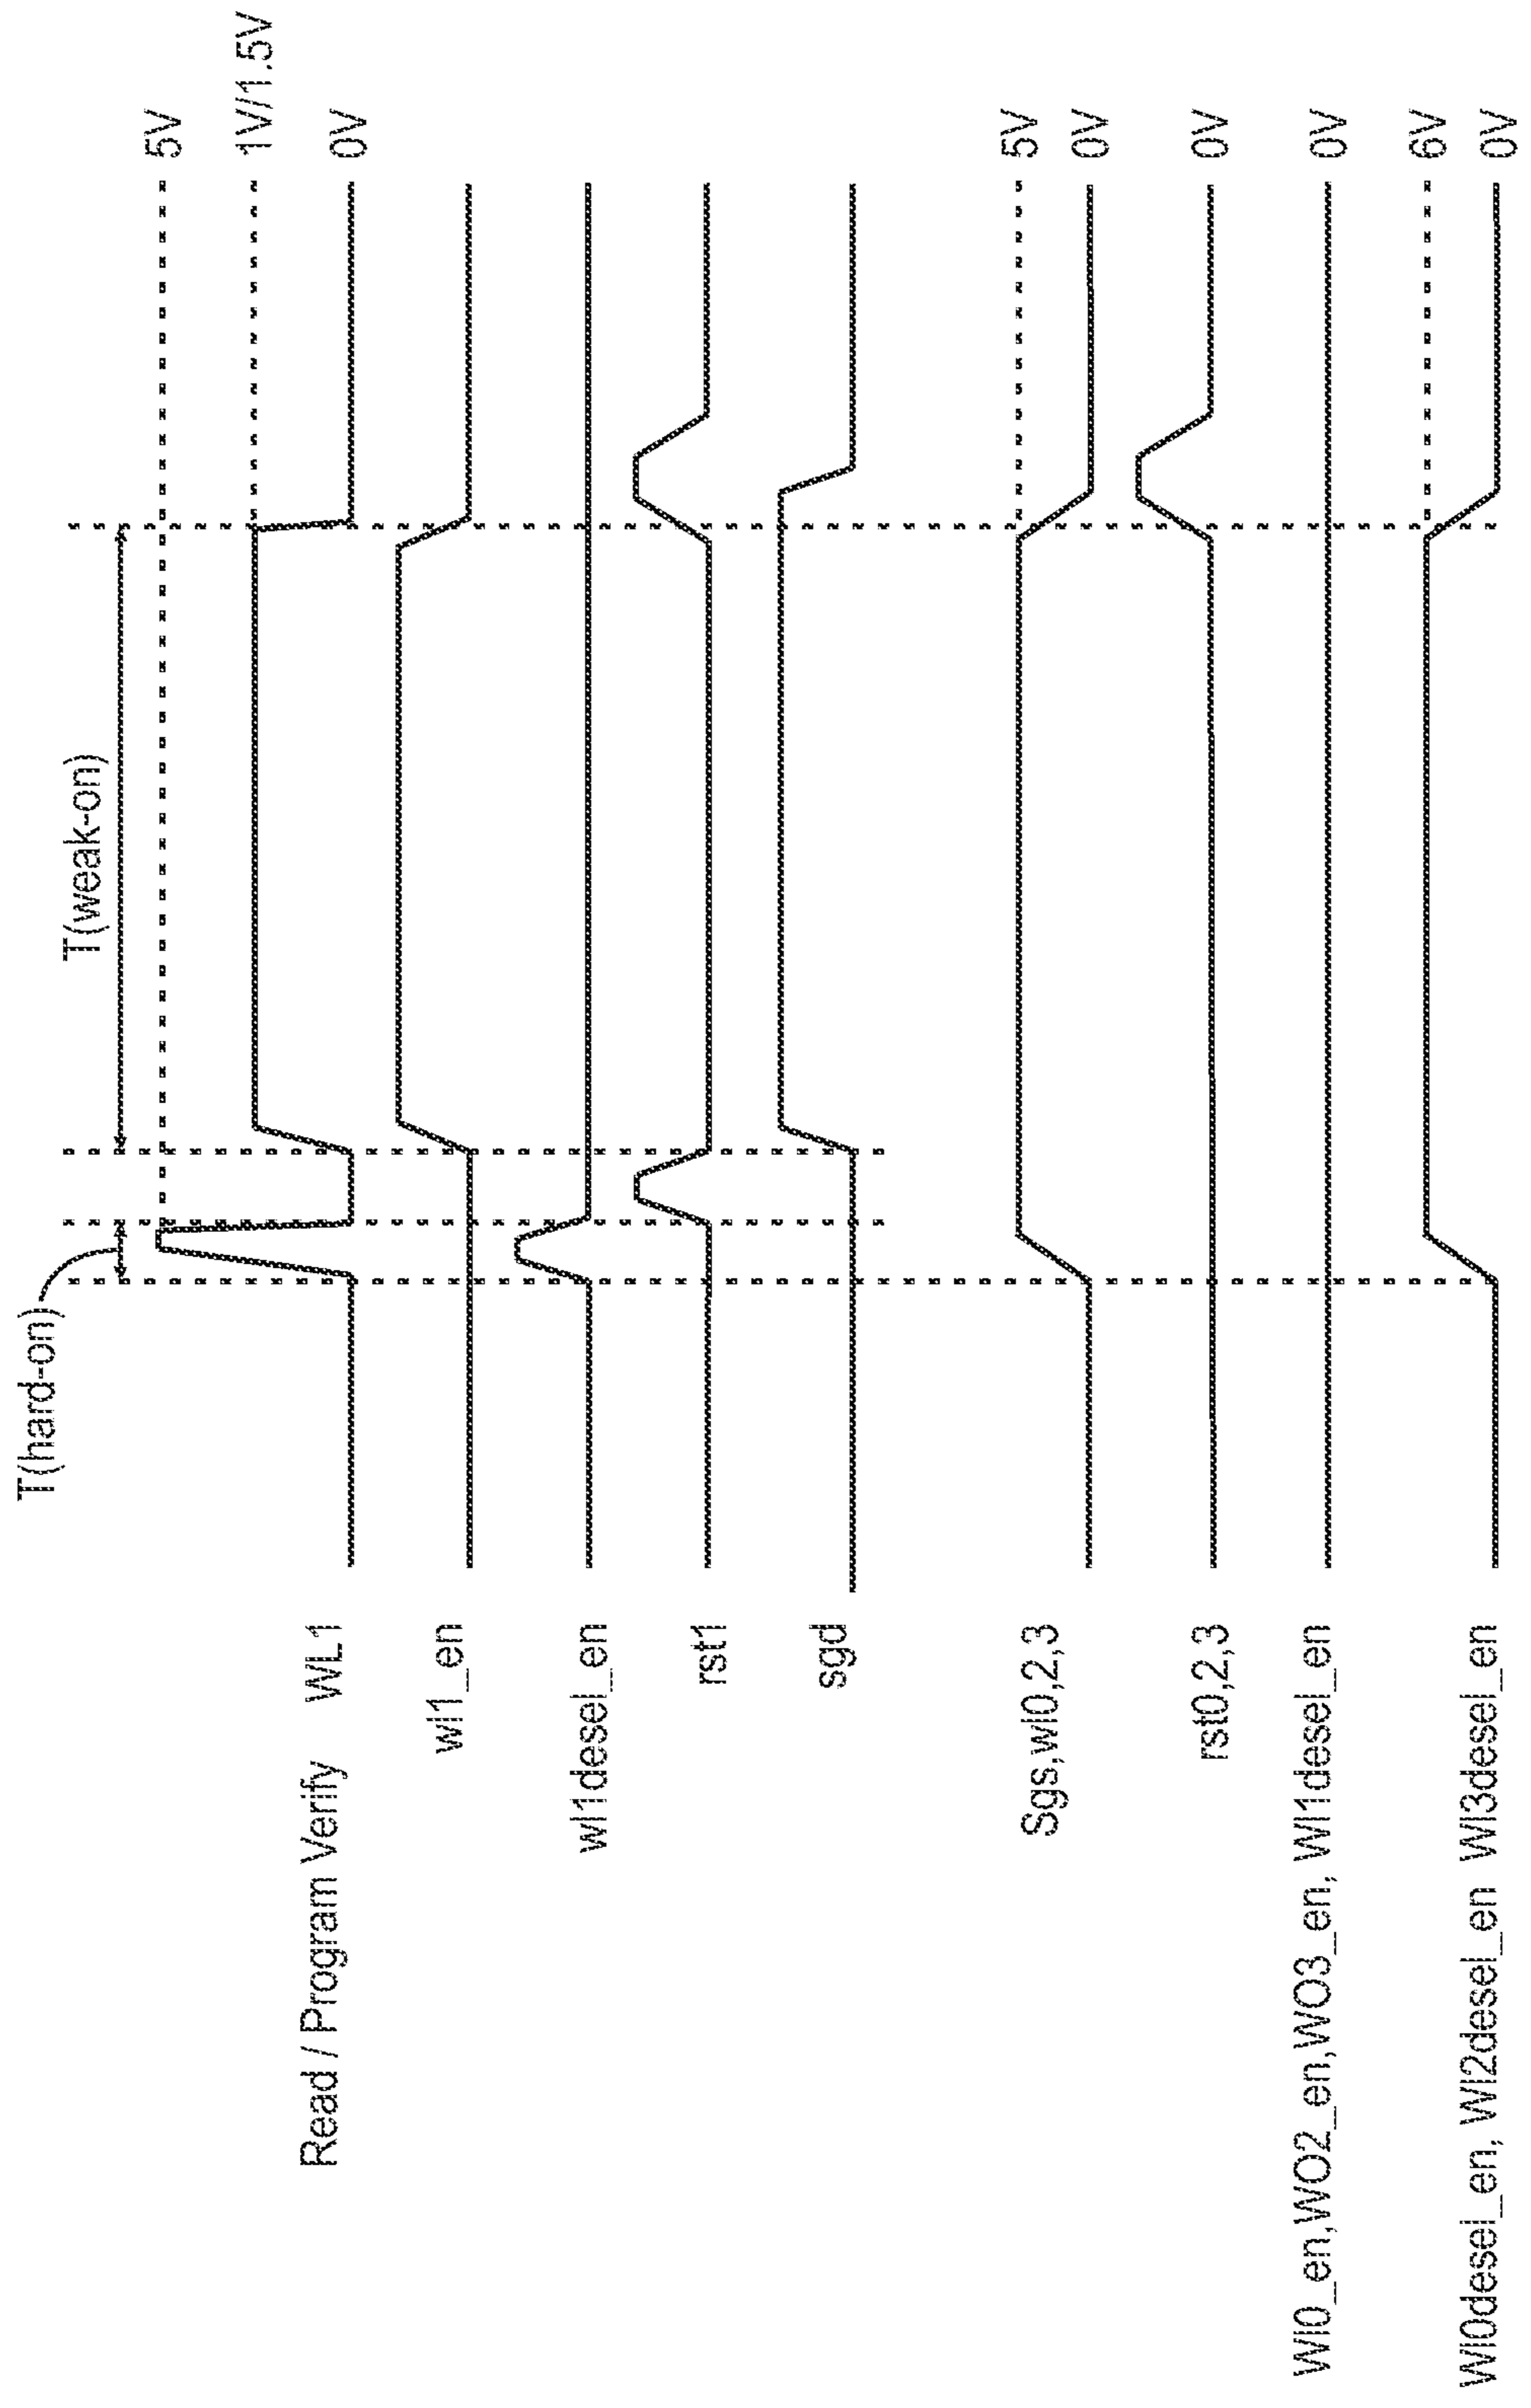 T(hard-on)
T(weak-on)
5V
1V/1.5V
Read / Program Verify WL1
0V
wl1_en
wl1desel_en
rst1
sgd
5V
Sgs,wl0,2,3
0V
rst0,2,3
0V
Wl0_en,WO2_en,WO3_en, Wl1desel_en
0V
6V
Wl0desel_en, Wl2desel_en Wl3desel_en
0V